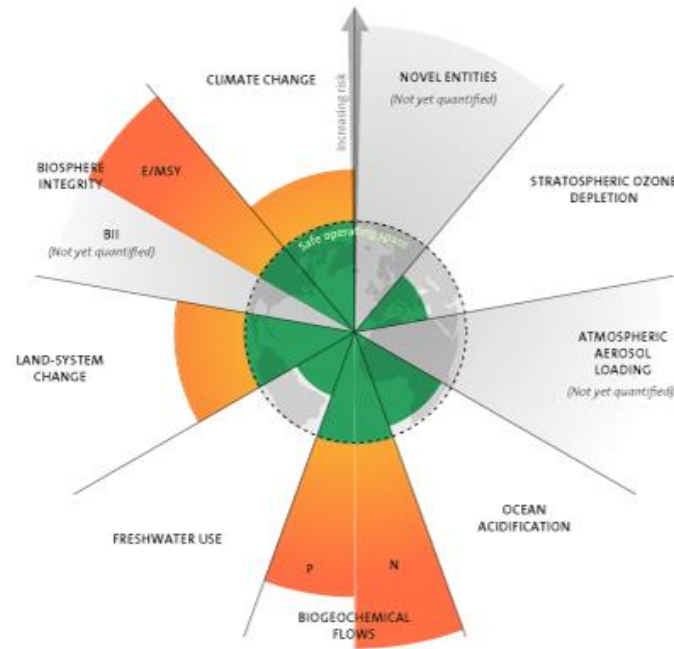 CLIMATE CHANGE
Increasing risk
NOVEL ENTITIES
(Not yet quantified)
STRATOSPHERIC OZONE
DEPLETION
ATMOSPHERIC
AEROSOL
LOADING
(Not yet quantified)
OCEAN
ACIDIFICATION
N
P
BIOGEOCHEMICAL
FLOWS
FRESHWATER USE
LAND-SYSTEM
CHANGE
BIOSPHERE
INTEGRITY
E/MSY
BII
(Not yet quantified)
Safe operating space